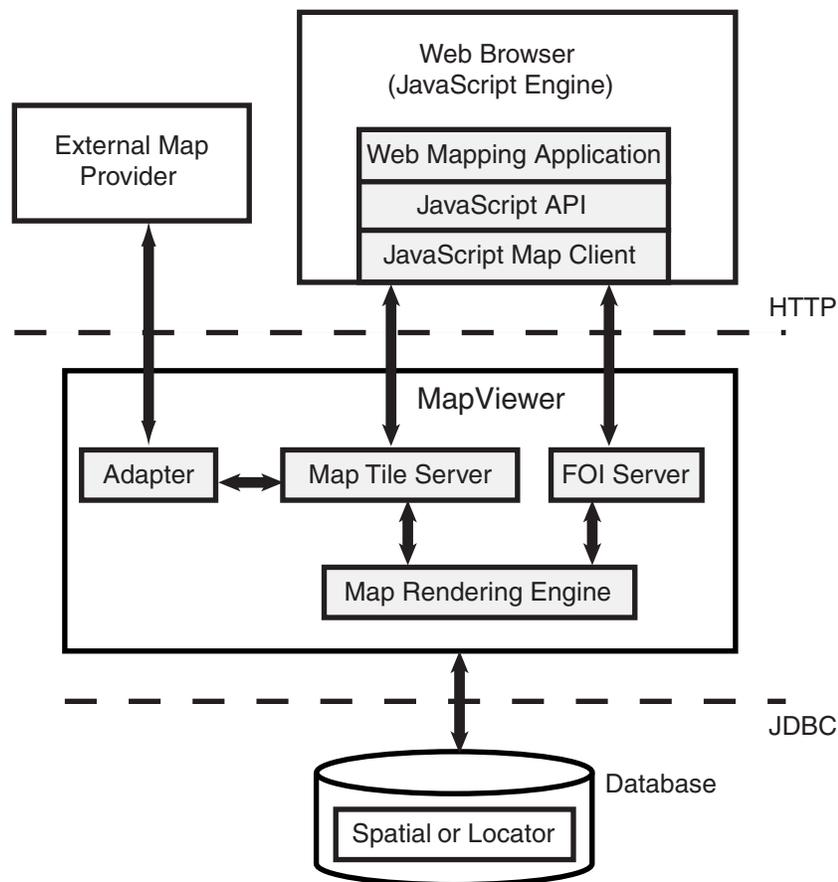 Web Browser
(JavaScript Engine)
External Map
Provider
Web Mapping Application
JavaScript API
JavaScript Map Client
HTTP
MapViewer
Adapter
Map Tile Server
FOI Server
Map Rendering Engine
JDBC
Database
Spatial or Locator